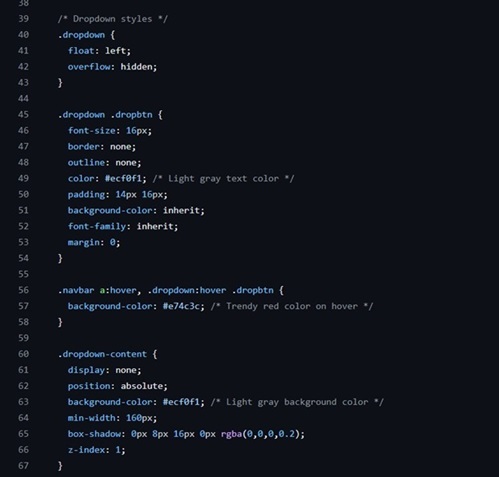 38
39 /* Dropdown styles */
40 .dropdown {
41 float: left;
42 overflow: hidden;
43 }
44
45 .dropdown .dropbtn {
46 font-size: 16px;
47 border: none;
48 outline: none;
49 color: #ecf0f1; /* Light gray text color */
50 padding: 14px 16px;
51 background-color: inherit;
52 font-family: inherit;
53 margin: 0;
54 }
55
56 .navbar a:hover, .dropdown:hover .dropbtn {
57 background-color: #e74c3c; /* Trendy red color on hover */
58 }
59
60 .dropdown-content {
61 display: none;
62 position: absolute;
63 background-color: #ecf0f1; /* Light gray background color */
64 min-width: 160px;
65 box-shadow: 0px 8px 16px 0px rgba(0,0,0,0.2);
66 z-index: 1;
67 }